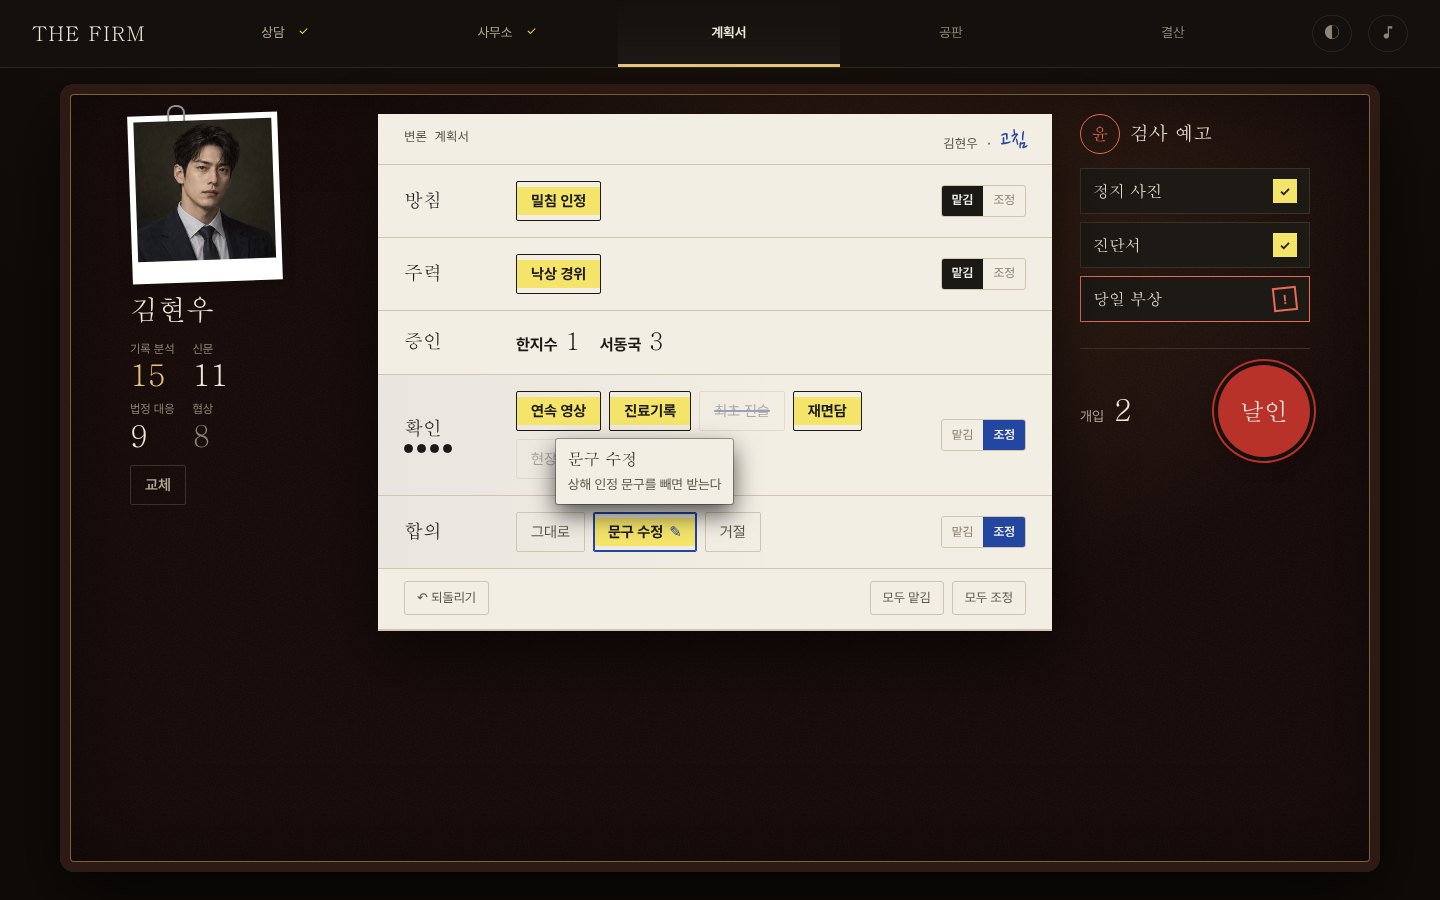 THE FIRM
상담 ✓
사무소 ✓
계획서
공판
결산
김현우
기록 분석 신문
15 11
법정 대응 협상
9 8
교체
변론 계획서
김현우 · 고침
방침 밀침 인정 맡김 조정
주력 낙상 경위 맡김 조정
증인 한지수 1 서동국 3
확인 연속 영상 진료기록 최초 진술 재면담 맡김 조정
현장
문구 수정
상해 인정 문구를 빼면 받는다
합의 그대로 문구 수정 ✎ 거절 맡김 조정
↶ 되돌리기 모두 맡김 모두 조정
윤 검사 예고
정지 사진 ✓
진단서 ✓
당일 부상 !
개입 2
날인